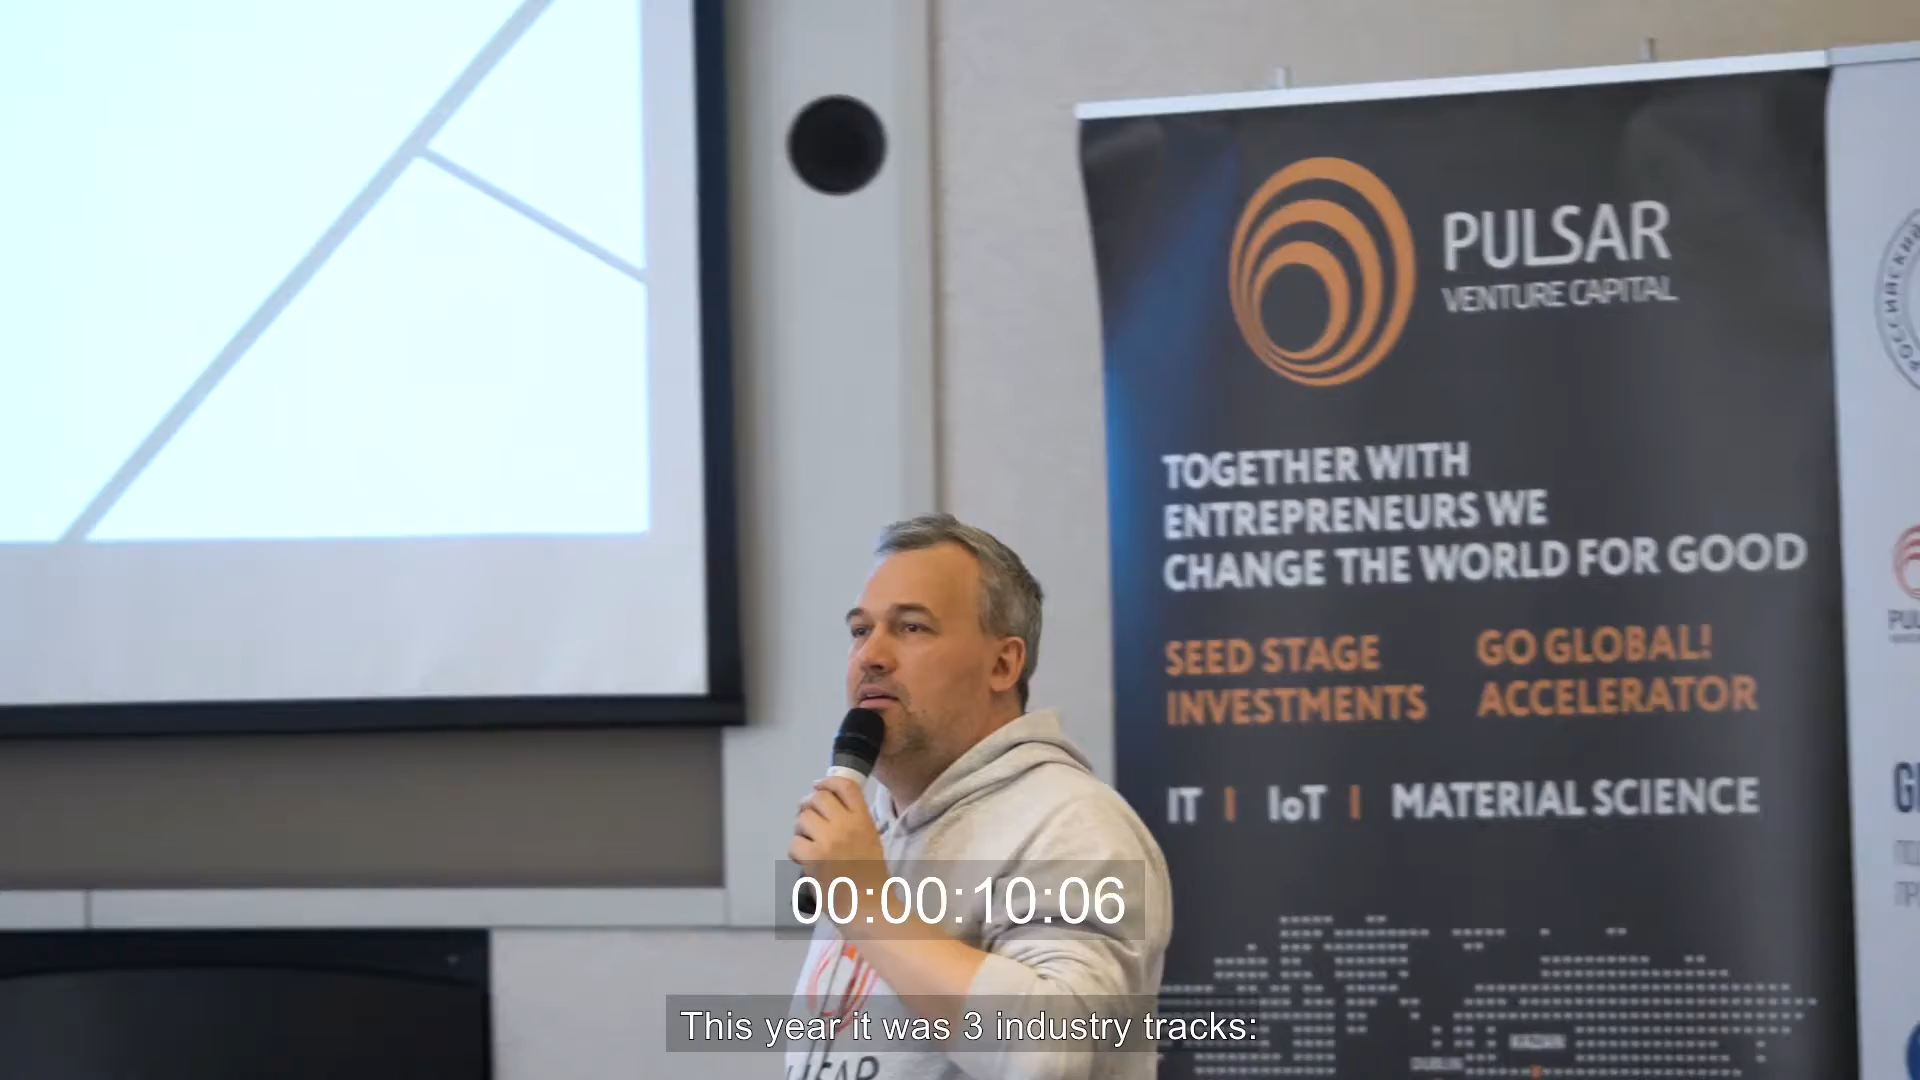 PULSAR
VENTURE CAPITAL
TOGETHER WITH
ENTREPRENEURS WE
CHANGE THE WORLD FOR GOOD
SEED STAGE
INVESTMENTS
GO GLOBAL!
ACCELERATOR
IT | IoT | MATERIAL SCIENCE
00:00:10:06
This year it was 3 industry tracks: